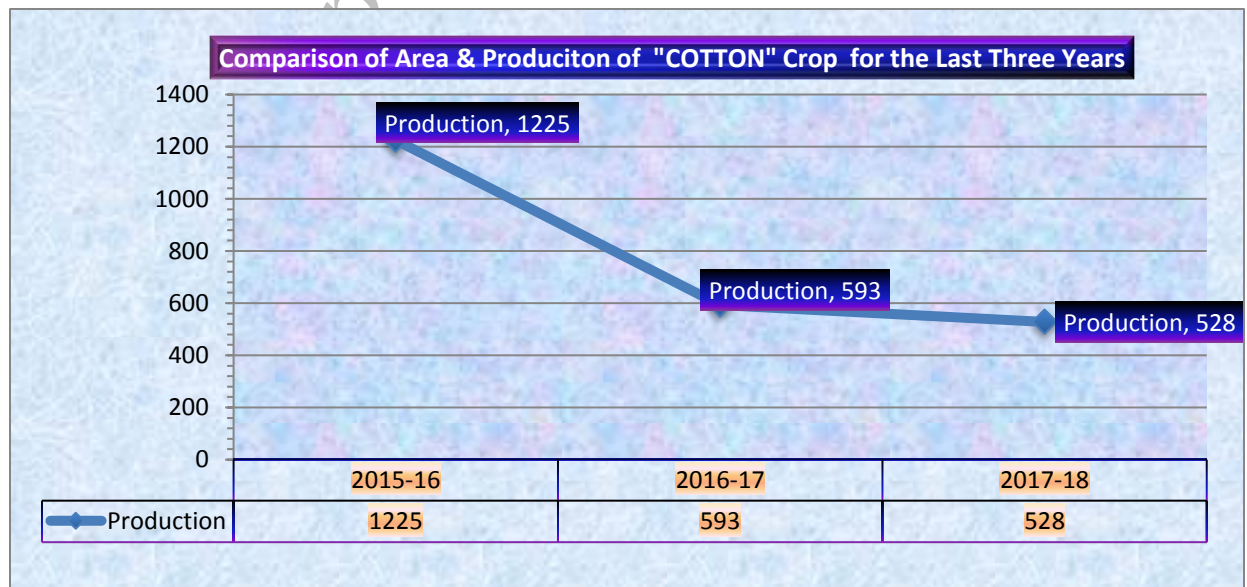 Comparison of Area & Produciton of "COTTON" Crop for the Last Three Years
1400
1200
1000
800
600
400
200
0
Production, 1225
Production, 593
Production, 528
2015-16 2016-17 2017-18
Production 1225 593 528